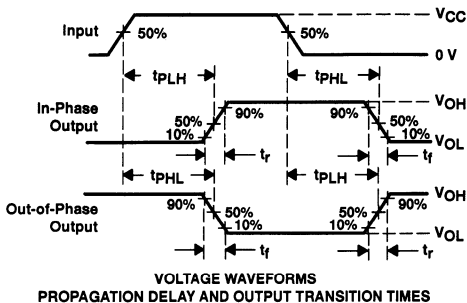 VCC
Input
50%
50%
0 V
tPLH
tPHL
VOH
In-Phase
Output
90%
90%
50%
50%
10%
10%
VOL
tr
tf
tPHL
tPLH
VOH
Out-of-Phase
Output
90%
90%
50%
50%
10%
10%
VOL
tf
tr
VOLTAGE WAVEFORMS
PROPAGATION DELAY AND OUTPUT TRANSITION TIMES